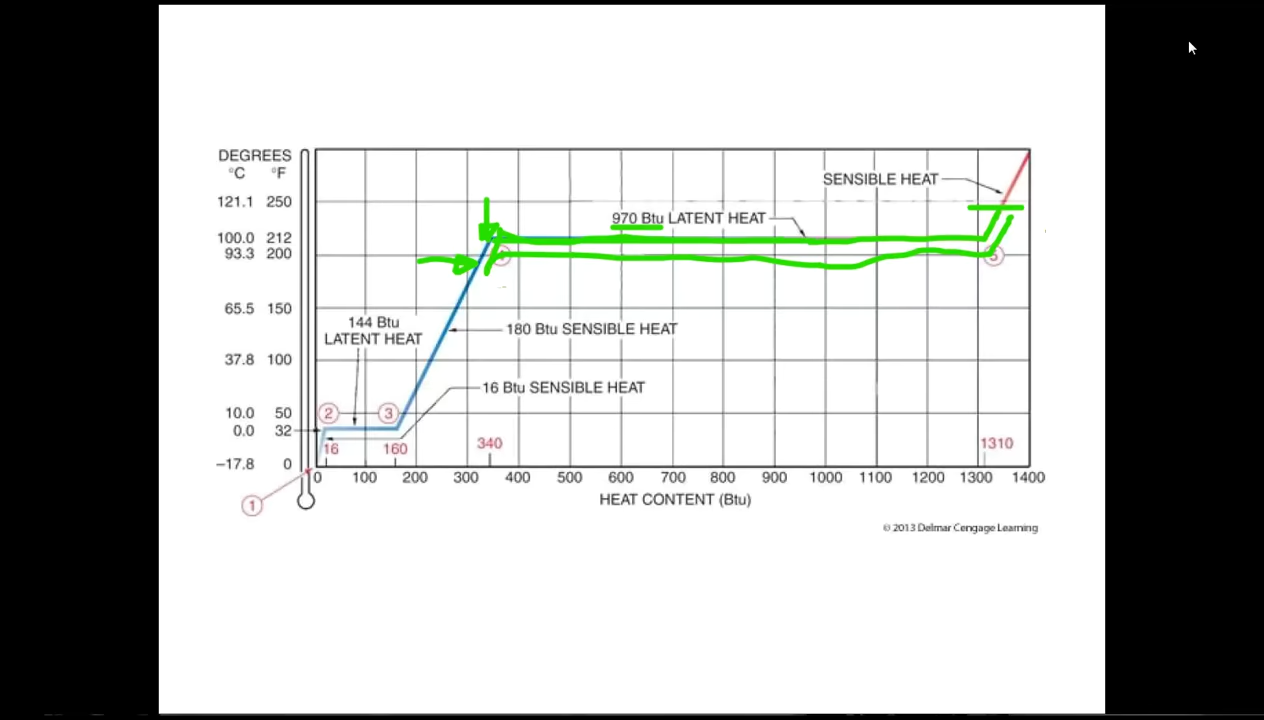 DEGREES
°C °F
SENSIBLE HEAT
121.1 250
970 Btu LATENT HEAT
100.0 212
93.3 200
5
65.5 150
144 Btu
LATENT HEAT
180 Btu SENSIBLE HEAT
37.8 100
16 Btu SENSIBLE HEAT
10.0 50
2 3
0.0 32
16 160 340 1310
–17.8 0
0 100 200 300 400 500 600 700 800 900 1000 1100 1200 1300 1400
HEAT CONTENT (Btu)
1
© 2013 Delmar Cengage Learning